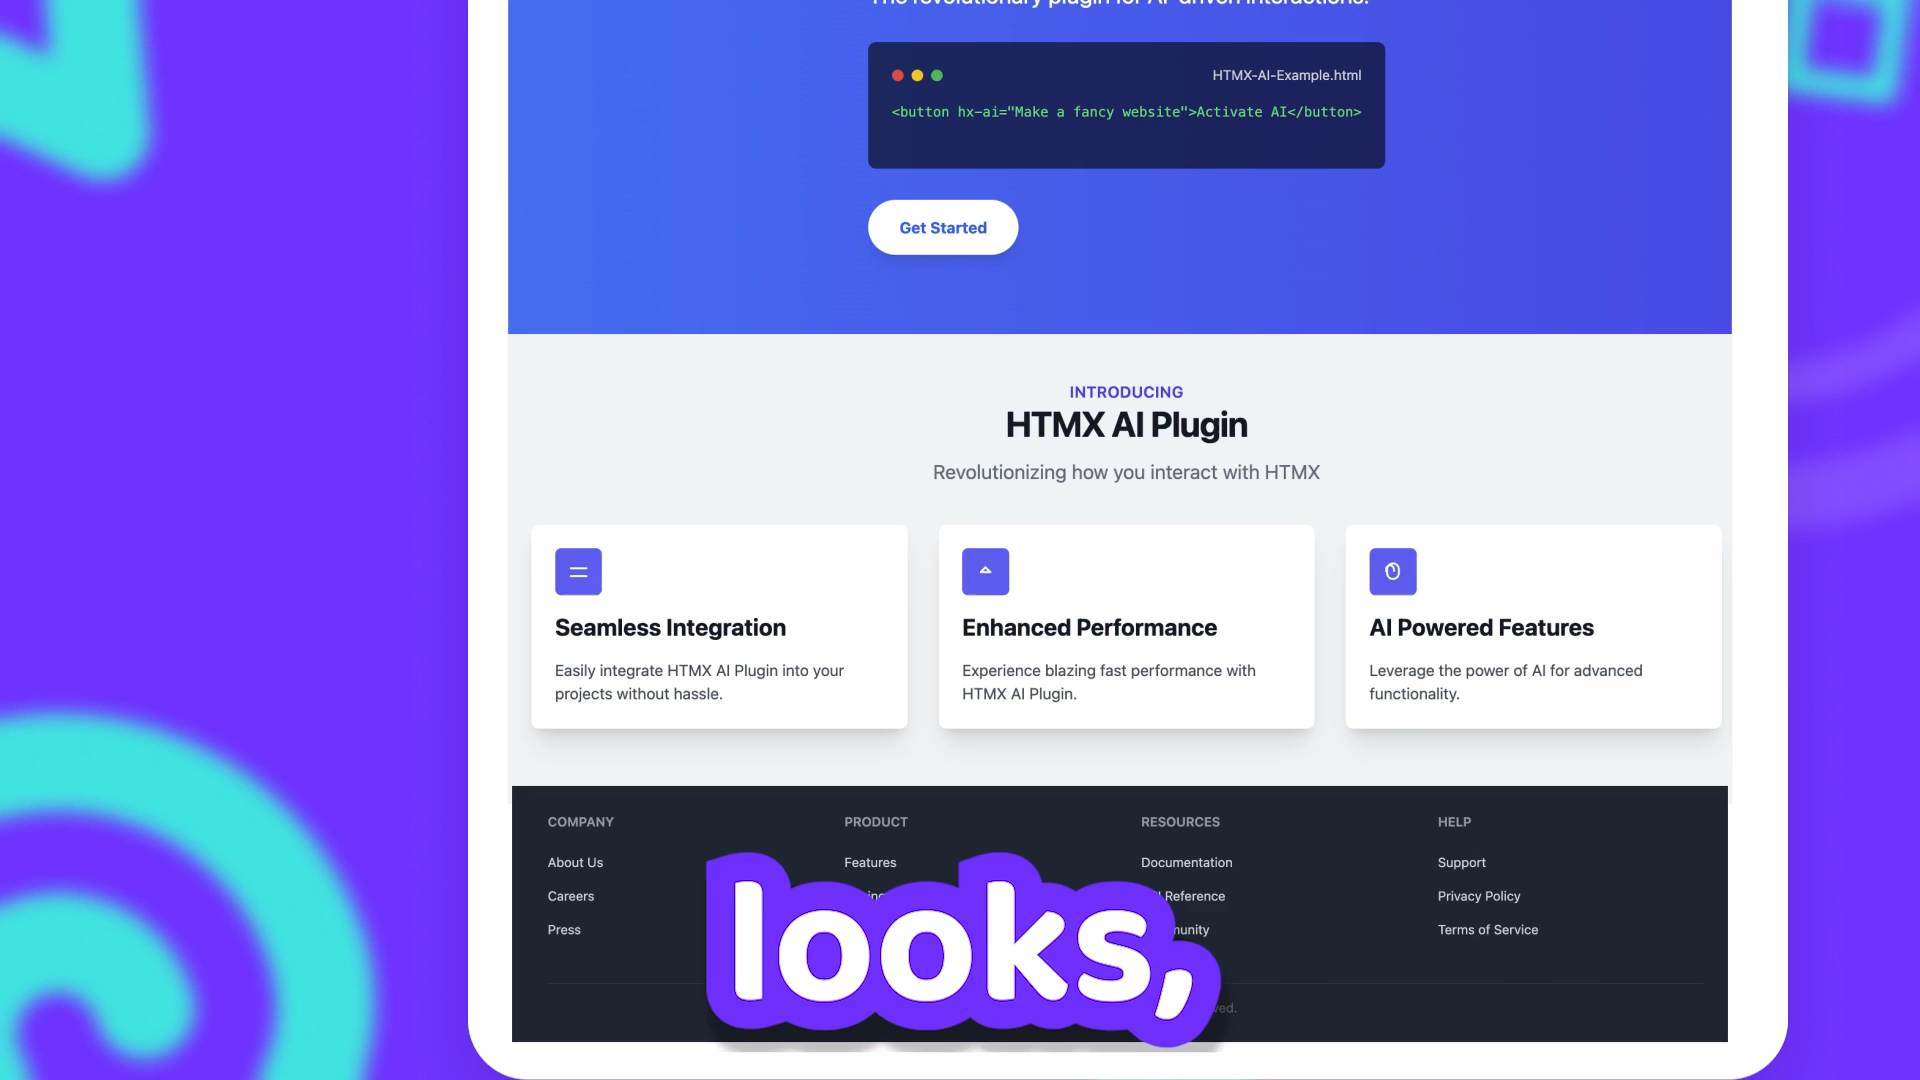 HTMX-AI-Example.html
<button hx-ai="Make a fancy website">Activate AI</button>
Get Started
INTRODUCING
HTMX AI Plugin
Revolutionizing how you interact with HTMX
Seamless Integration
Easily integrate HTMX AI Plugin into your
projects without hassle.
Enhanced Performance
Experience blazing fast performance with
HTMX AI Plugin.
AI Powered Features
Leverage the power of AI for advanced
functionality.
COMPANY
About Us
Careers
Press
PRODUCT
Features
RESOURCES
Documentation
Reference
HELP
Support
Privacy Policy
Terms of Service
looks,